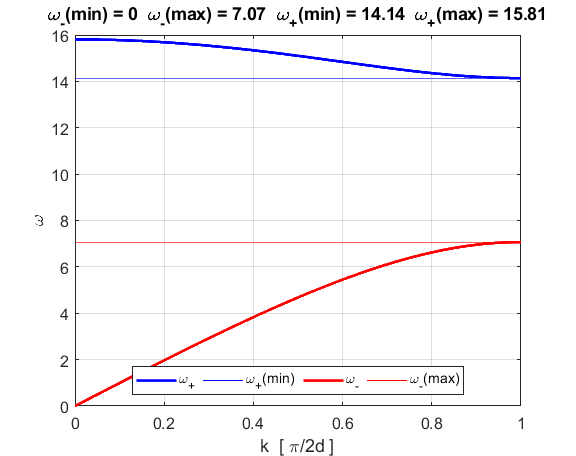 ω-(min) = 0 ω-(max) = 7.07 ω+(min) = 14.14 ω+(max) = 15.81
16
14
12
10
8
6
4
2
0
ω
ω+ ω+(min) ω- ω-(max)
0 0.2 0.4 0.6 0.8 1
k [ π/2d ]